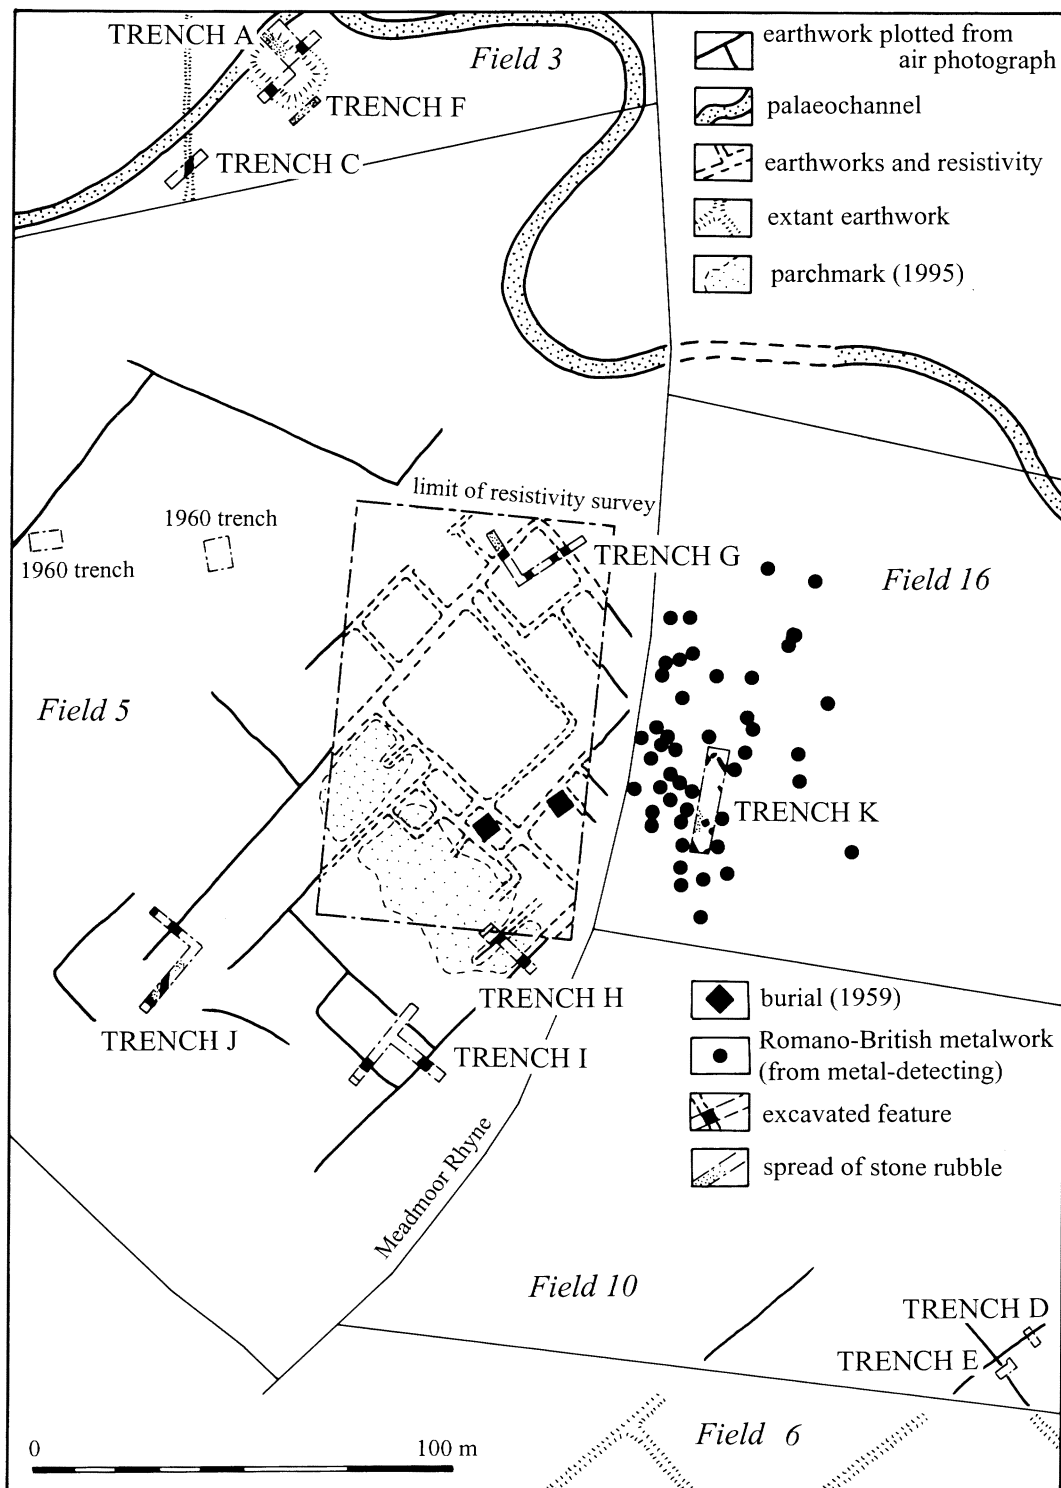 TRENCH A
Field 3
TRENCH F
TRENCH C
earthwork plotted from
air photograph
palaeochannel
earthworks and resistivity
extant earthwork
parchmark (1995)
limit of resistivity survey
1960 trench
1960 trench
TRENCH G
Field 16
Field 5
TRENCH K
TRENCH H
TRENCH J
TRENCH I
burial (1959)
Romano-British metalwork
(from metal-detecting)
excavated feature
spread of stone rubble
Meadmoor Rhyne
Field 10
TRENCH D
TRENCH E
Field 6
0 100 m